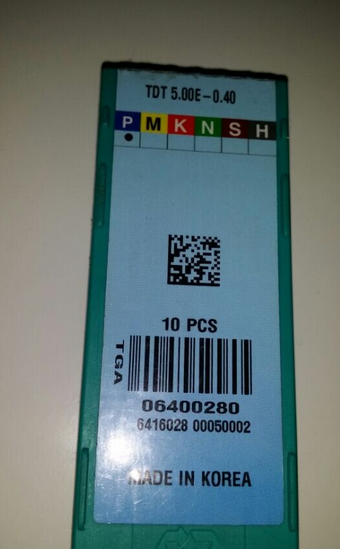 TDT 5.00E-0.40
P M K N S H
10 PCS
TGA
06400280
6416028 00050002
MADE IN KOREA